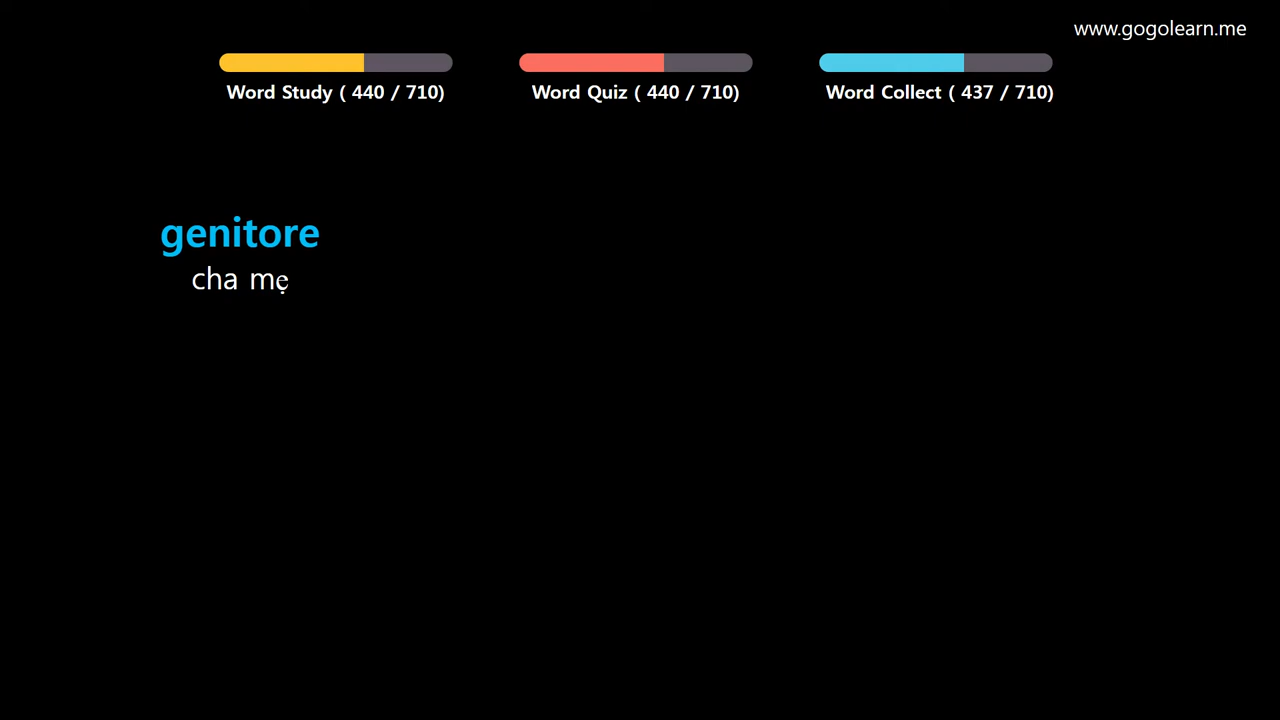 www.gogolearn.me
Word Study ( 440 / 710)
Word Quiz ( 440 / 710)
Word Collect ( 437 / 710)
genitore
cha mẹ